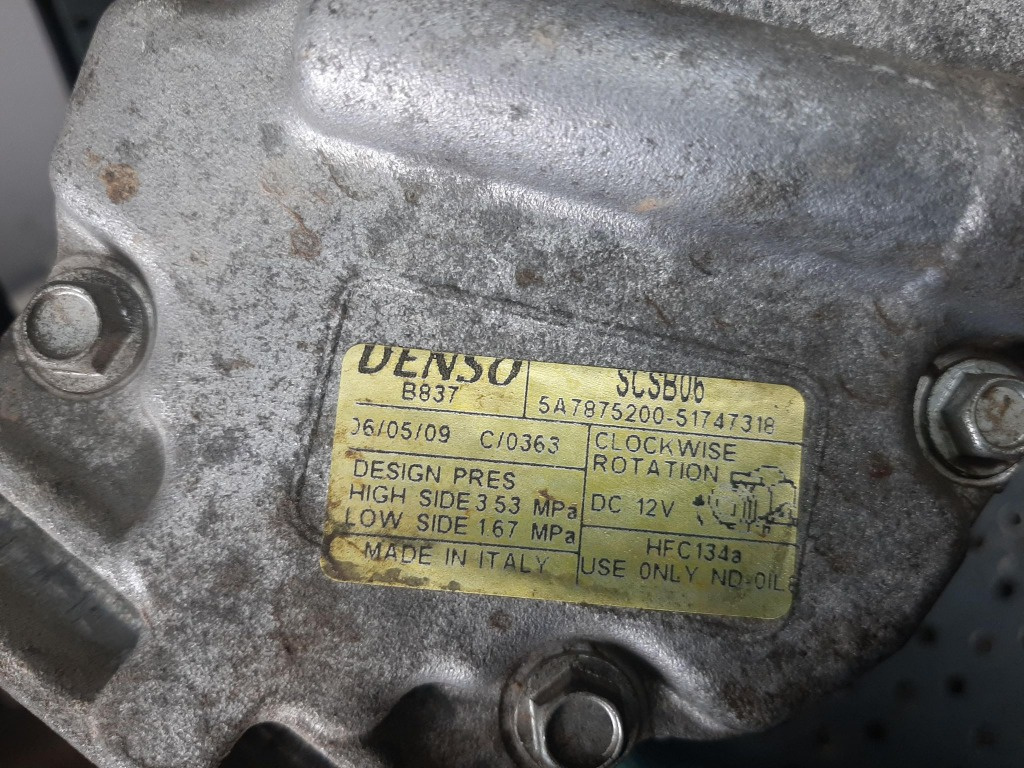 DENSO
B837
SCSB06
5A7875200-51747318
06/05/09 C/0363
CLOCKWISE
ROTATION
DESIGN PRES
HIGH SIDE 3 53 MPa
LOW SIDE 1 67 MPa
DC 12V
MADE IN ITALY
HFC134a
USE ONLY ND-OIL8